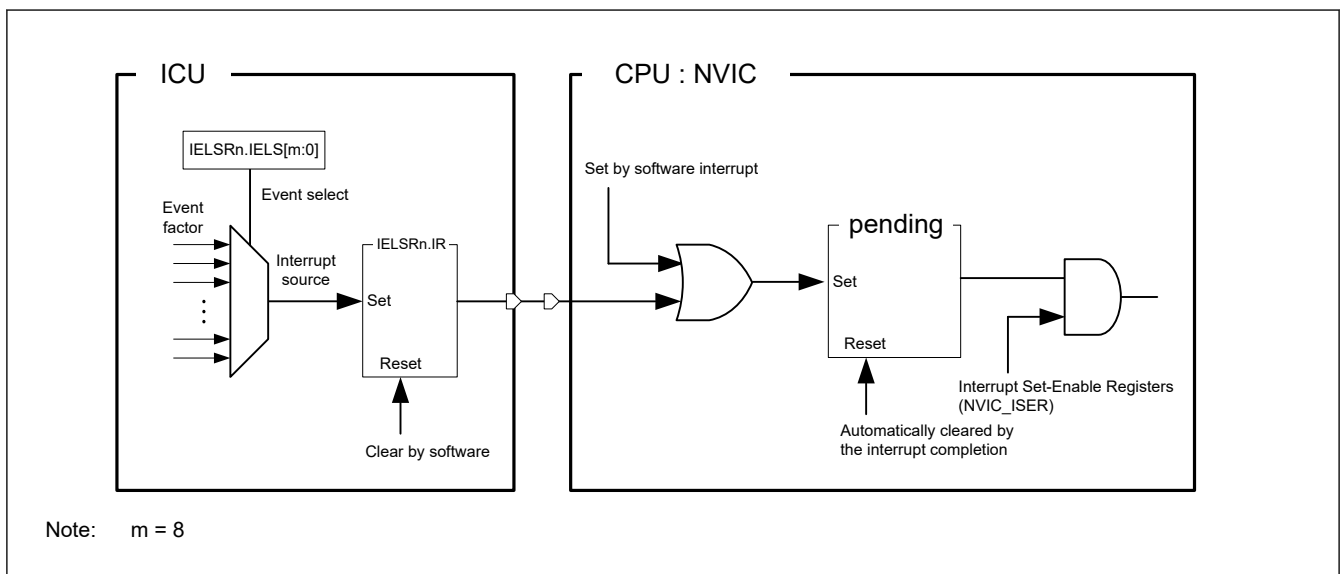 ICU
CPU : NVIC
IELSRn.IELS[m:0]
Event select
Event
factor
Interrupt
source
IELSRn.IR
Set
Reset
Clear by software
Set by software interrupt
pending
Set
Reset
Automatically cleared by
the interrupt completion
Interrupt Set-Enable Registers
(NVIC_ISER)
Note: m = 8